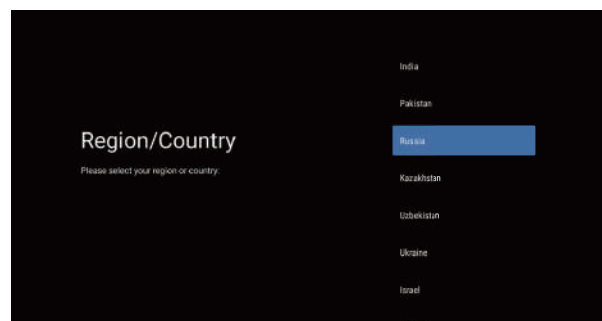 Region/Country
Please select your region or country:
India
Pakistan
Russia
Kazakhstan
Uzbekistan
Ukraine
Israel